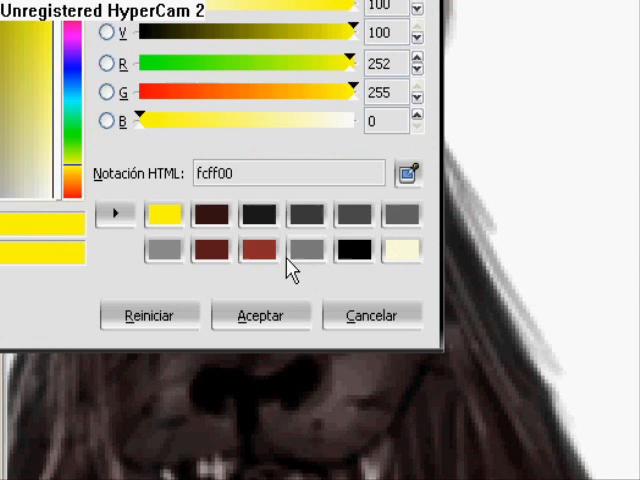 Unregistered HyperCam 2
100
V 100
R 252
G 255
B 0
Notación HTML: fcff00
Reiniciar Aceptar Cancelar